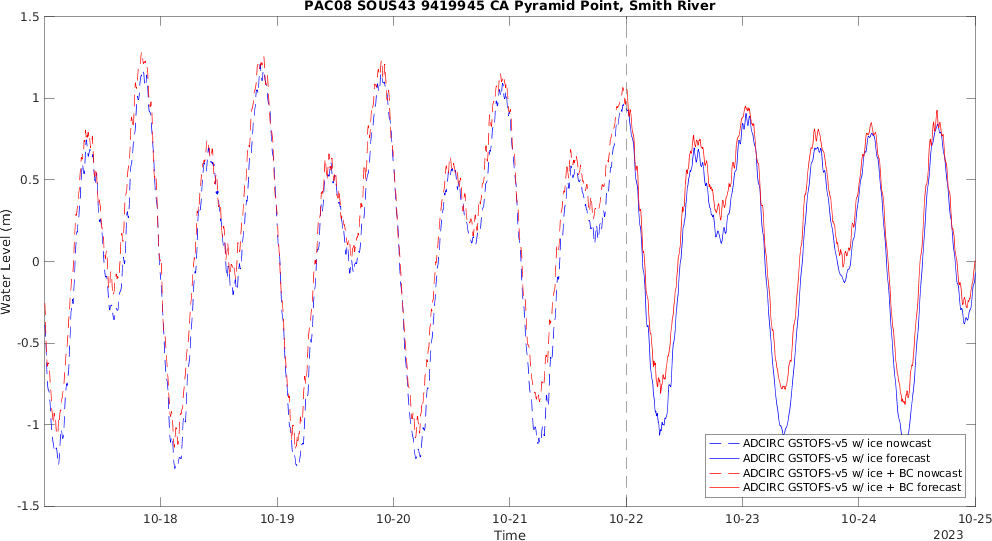 PAC08 SOUS43 9419945 CA Pyramid Point, Smith River
1.5
1
0.5
0
-0.5
-1
-1.5
Water Level (m)
10-18
10-19
10-20
10-21
10-22
10-23
10-24
10-25
Time
2023
ADCIRC GSTOFS-v5 w/ ice nowcast
ADCIRC GSTOFS-v5 w/ ice forecast
ADCIRC GSTOFS-v5 w/ ice + BC nowcast
ADCIRC GSTOFS-v5 w/ ice + BC forecast